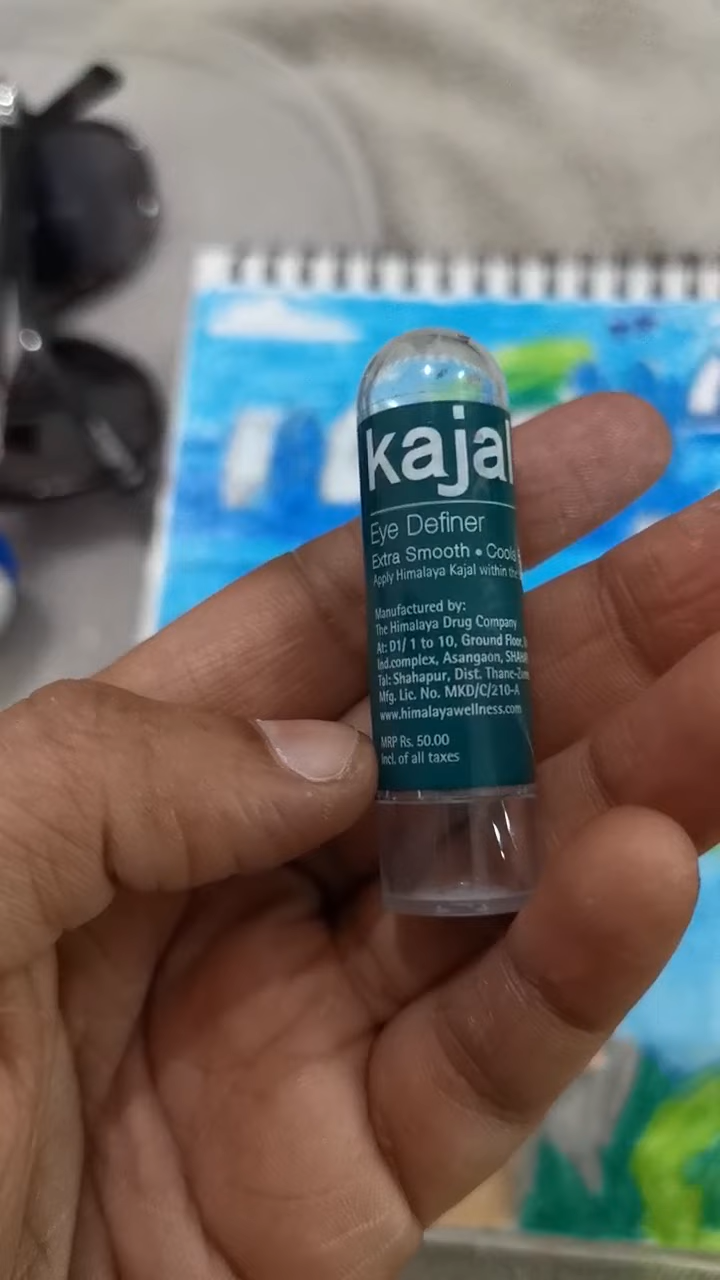 kajal
Eye Definer
Extra Smooth • Cools
Apply Himalaya Kajal within the
Manufactured by:
The Himalaya Drug Company
At: D1/ 1 to 10, Ground Floor,
Ind.complex, Asangaon,
Tal: Shahapur, Dist. Thane
Mfg. Lic. No. MKD/C/210-A
www.himalayawellness.com
MRP Rs. 50.00
Incl. of all taxes